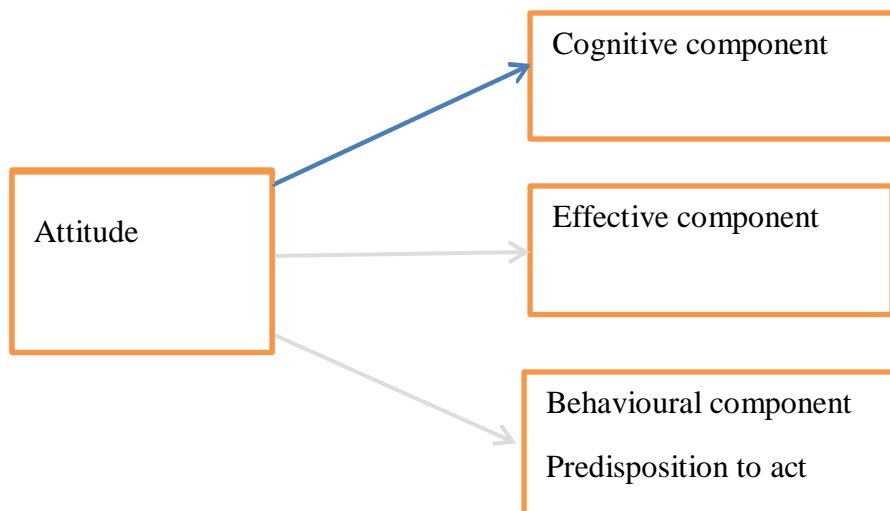 Cognitive component
Attitude
Effective component
Behavioural component
Predisposition to act